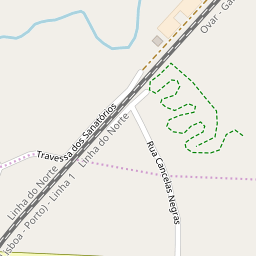 Ovar - Ga
Travessa dos Sanatórios
Linha do Norte
Rua Cancelas Negras
Linha do Norte
isboa - Porto) - Linha 1